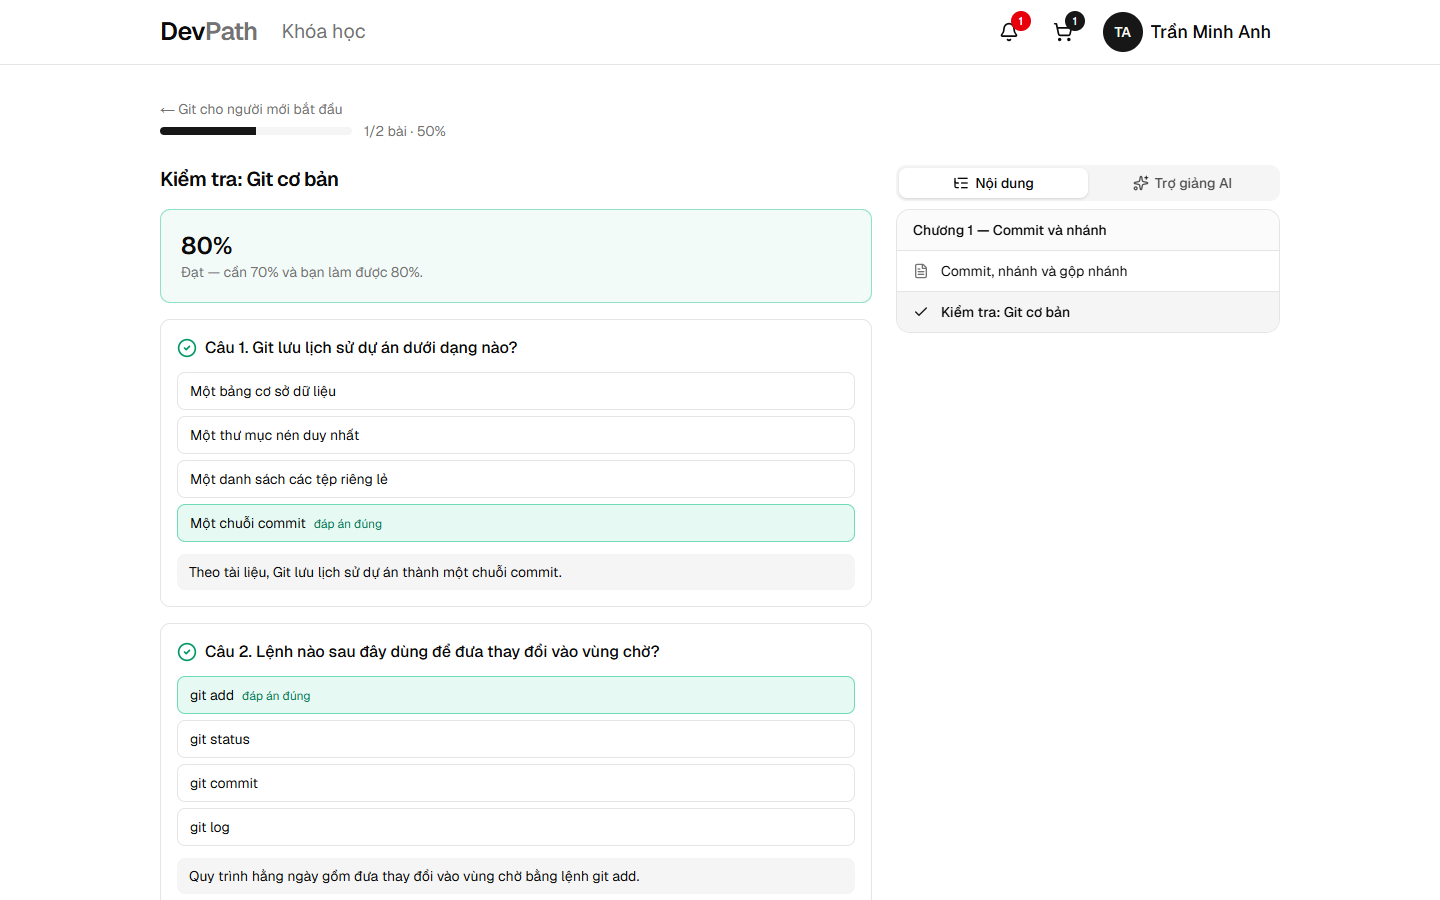 DevPath Khóa học 1 1 TA Trần Minh Anh
← Git cho người mới bắt đầu
1/2 bài · 50%
Kiểm tra: Git cơ bản
80%
Đạt — cần 70% và bạn làm được 80%.
Câu 1. Git lưu lịch sử dự án dưới dạng nào?
Một bảng cơ sở dữ liệu
Một thư mục nén duy nhất
Một danh sách các tệp riêng lẻ
Một chuỗi commit đáp án đúng
Theo tài liệu, Git lưu lịch sử dự án thành một chuỗi commit.
Câu 2. Lệnh nào sau đây dùng để đưa thay đổi vào vùng chờ?
git add đáp án đúng
git status
git commit
git log
Quy trình hằng ngày gồm đưa thay đổi vào vùng chờ bằng lệnh git add.
Nội dung Trợ giảng AI
Chương 1 — Commit và nhánh
Commit, nhánh và gộp nhánh
Kiểm tra: Git cơ bản